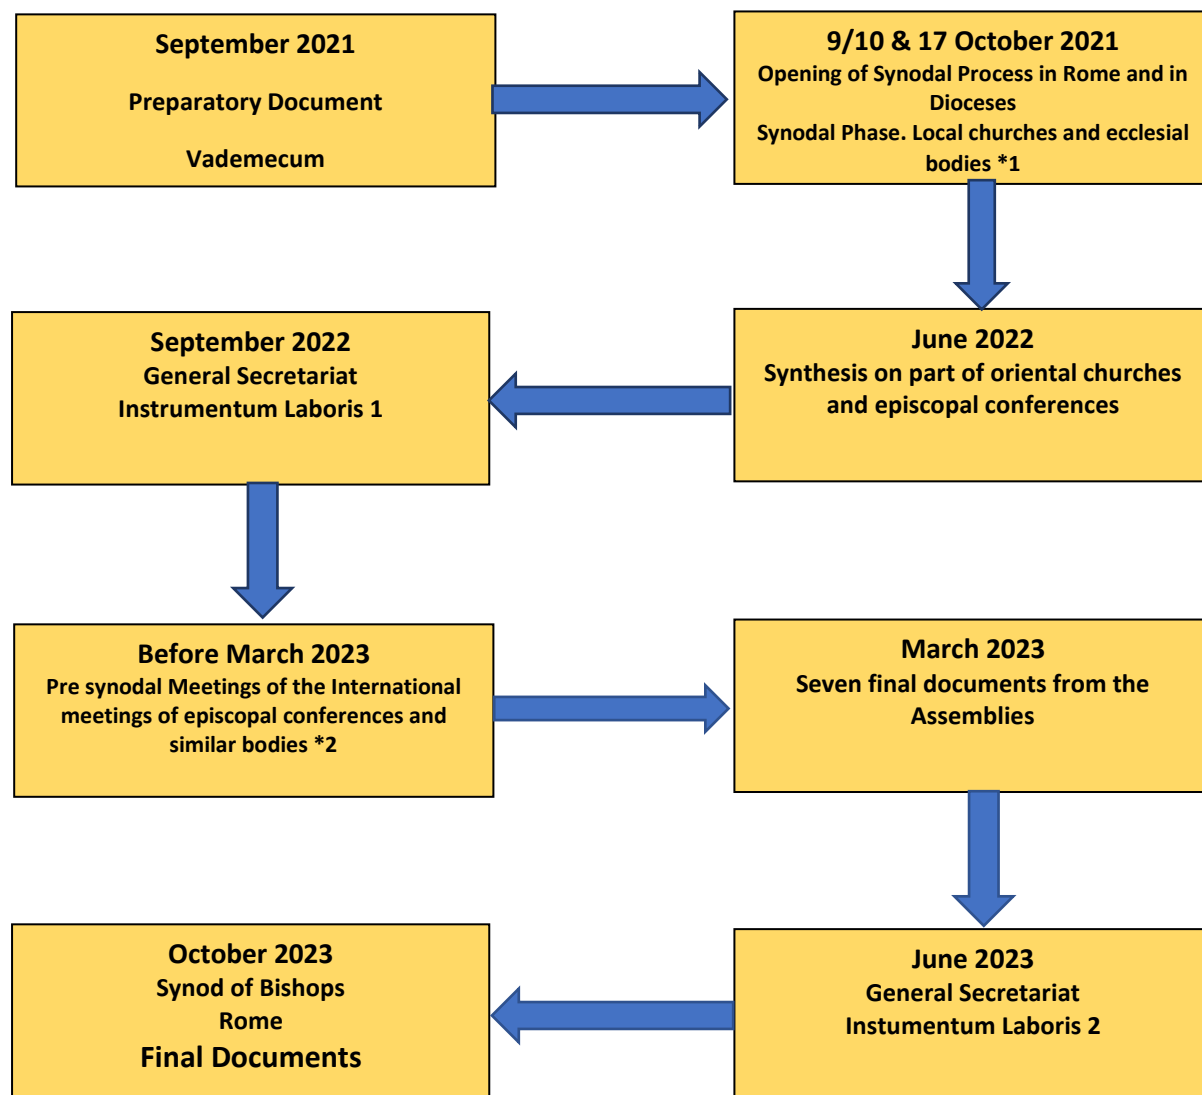 September 2021
Preparatory Document
Vademecum
9/10 & 17 October 2021
Opening of Synodal Process in Rome and in
Dioceses
Synodal Phase. Local churches and ecclesial
bodies *1
June 2022
Synthesis on part of oriental churches
and episcopal conferences
September 2022
General Secretariat
Instrumentum Laboris 1
Before March 2023
Pre synodal Meetings of the International
meetings of episcopal conferences and
similar bodies *2
March 2023
Seven final documents from the
Assemblies
June 2023
General Secretariat
Instumentum Laboris 2
October 2023
Synod of Bishops
Rome
Final Documents